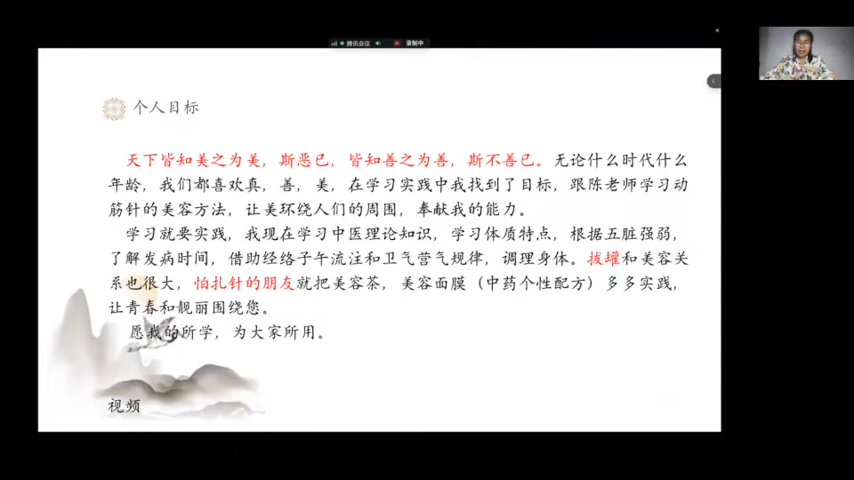 腾讯会议 录制中
个人目标
天下皆知美之为美，斯恶已，皆知善之为善，斯不善已。无论什么时代什么
年龄，我们都喜欢真，善，美，在学习实践中我找到了目标，跟陈老师学习动
筋针的美容方法，让美环绕人们的周围，奉献我的能力。
学习就要实践，我现在学习中医理论知识，学习体质特点，根据五脏强弱，
了解发病时间，借助经络子午流注和卫气营气规律，调理身体。拔罐和美容关
系也很大，怕扎针的朋友就把美容茶，美容面膜（中药个性配方）多多实践，
让青春和靓丽围绕您。
愿我的所学，为大家所用。
视频